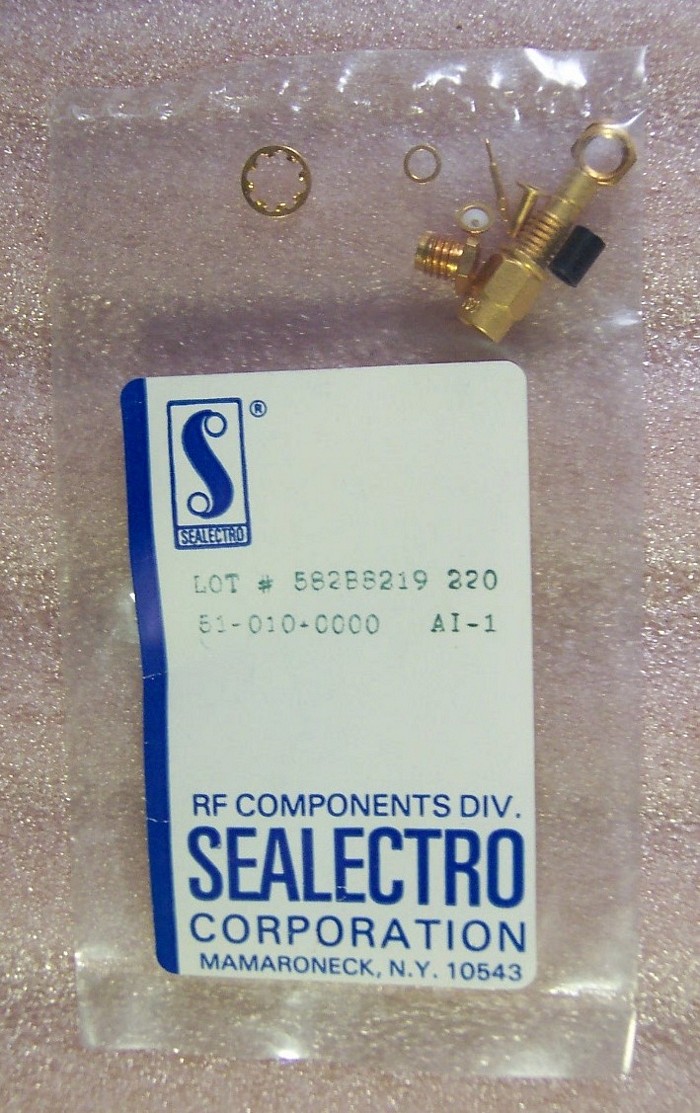 S ®
SEALECTRO
LOT # 582B8219 220
51-010-0000 AI-1
RF COMPONENTS DIV.
SEALECTRO
CORPORATION
MAMARONECK, N.Y. 10543